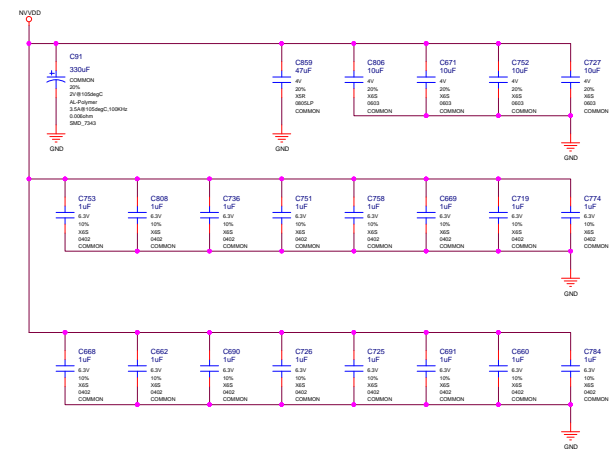 NVVDD
C91
330uF
COMMON
20%
2V@105degC
AL-Polymer
3.5A@105degC,100KHz
0.008ohm
SMD_7343
GND
C859
47uF
4V
20%
X5R
0805LP
COMMON
GND
C806
10uF
4V
20%
X6S
0603
COMMON
C671
10uF
4V
20%
X6S
0603
COMMON
C752
10uF
4V
20%
X6S
0603
COMMON
C727
10uF
4V
20%
X6S
0603
COMMON
GND
C753
1uF
6.3V
10%
X6S
0402
COMMON
C808
1uF
6.3V
10%
X6S
0402
COMMON
C736
1uF
6.3V
10%
X6S
0402
COMMON
C751
1uF
6.3V
10%
X6S
0402
COMMON
C758
1uF
6.3V
10%
X6S
0402
COMMON
C669
1uF
6.3V
10%
X6S
0402
COMMON
C719
1uF
6.3V
10%
X6S
0402
COMMON
C774
1uF
6.3V
10%
X6S
0402
COMMON
GND
C668
1uF
6.3V
10%
X6S
0402
COMMON
C662
1uF
6.3V
10%
X6S
0402
COMMON
C690
1uF
6.3V
10%
X6S
0402
COMMON
C726
1uF
6.3V
10%
X6S
0402
COMMON
C725
1uF
6.3V
10%
X6S
0402
COMMON
C691
1uF
6.3V
10%
X6S
0402
COMMON
C660
1uF
6.3V
10%
X6S
0402
COMMON
C784
1uF
6.3V
10%
X6S
0402
COMMON
GND